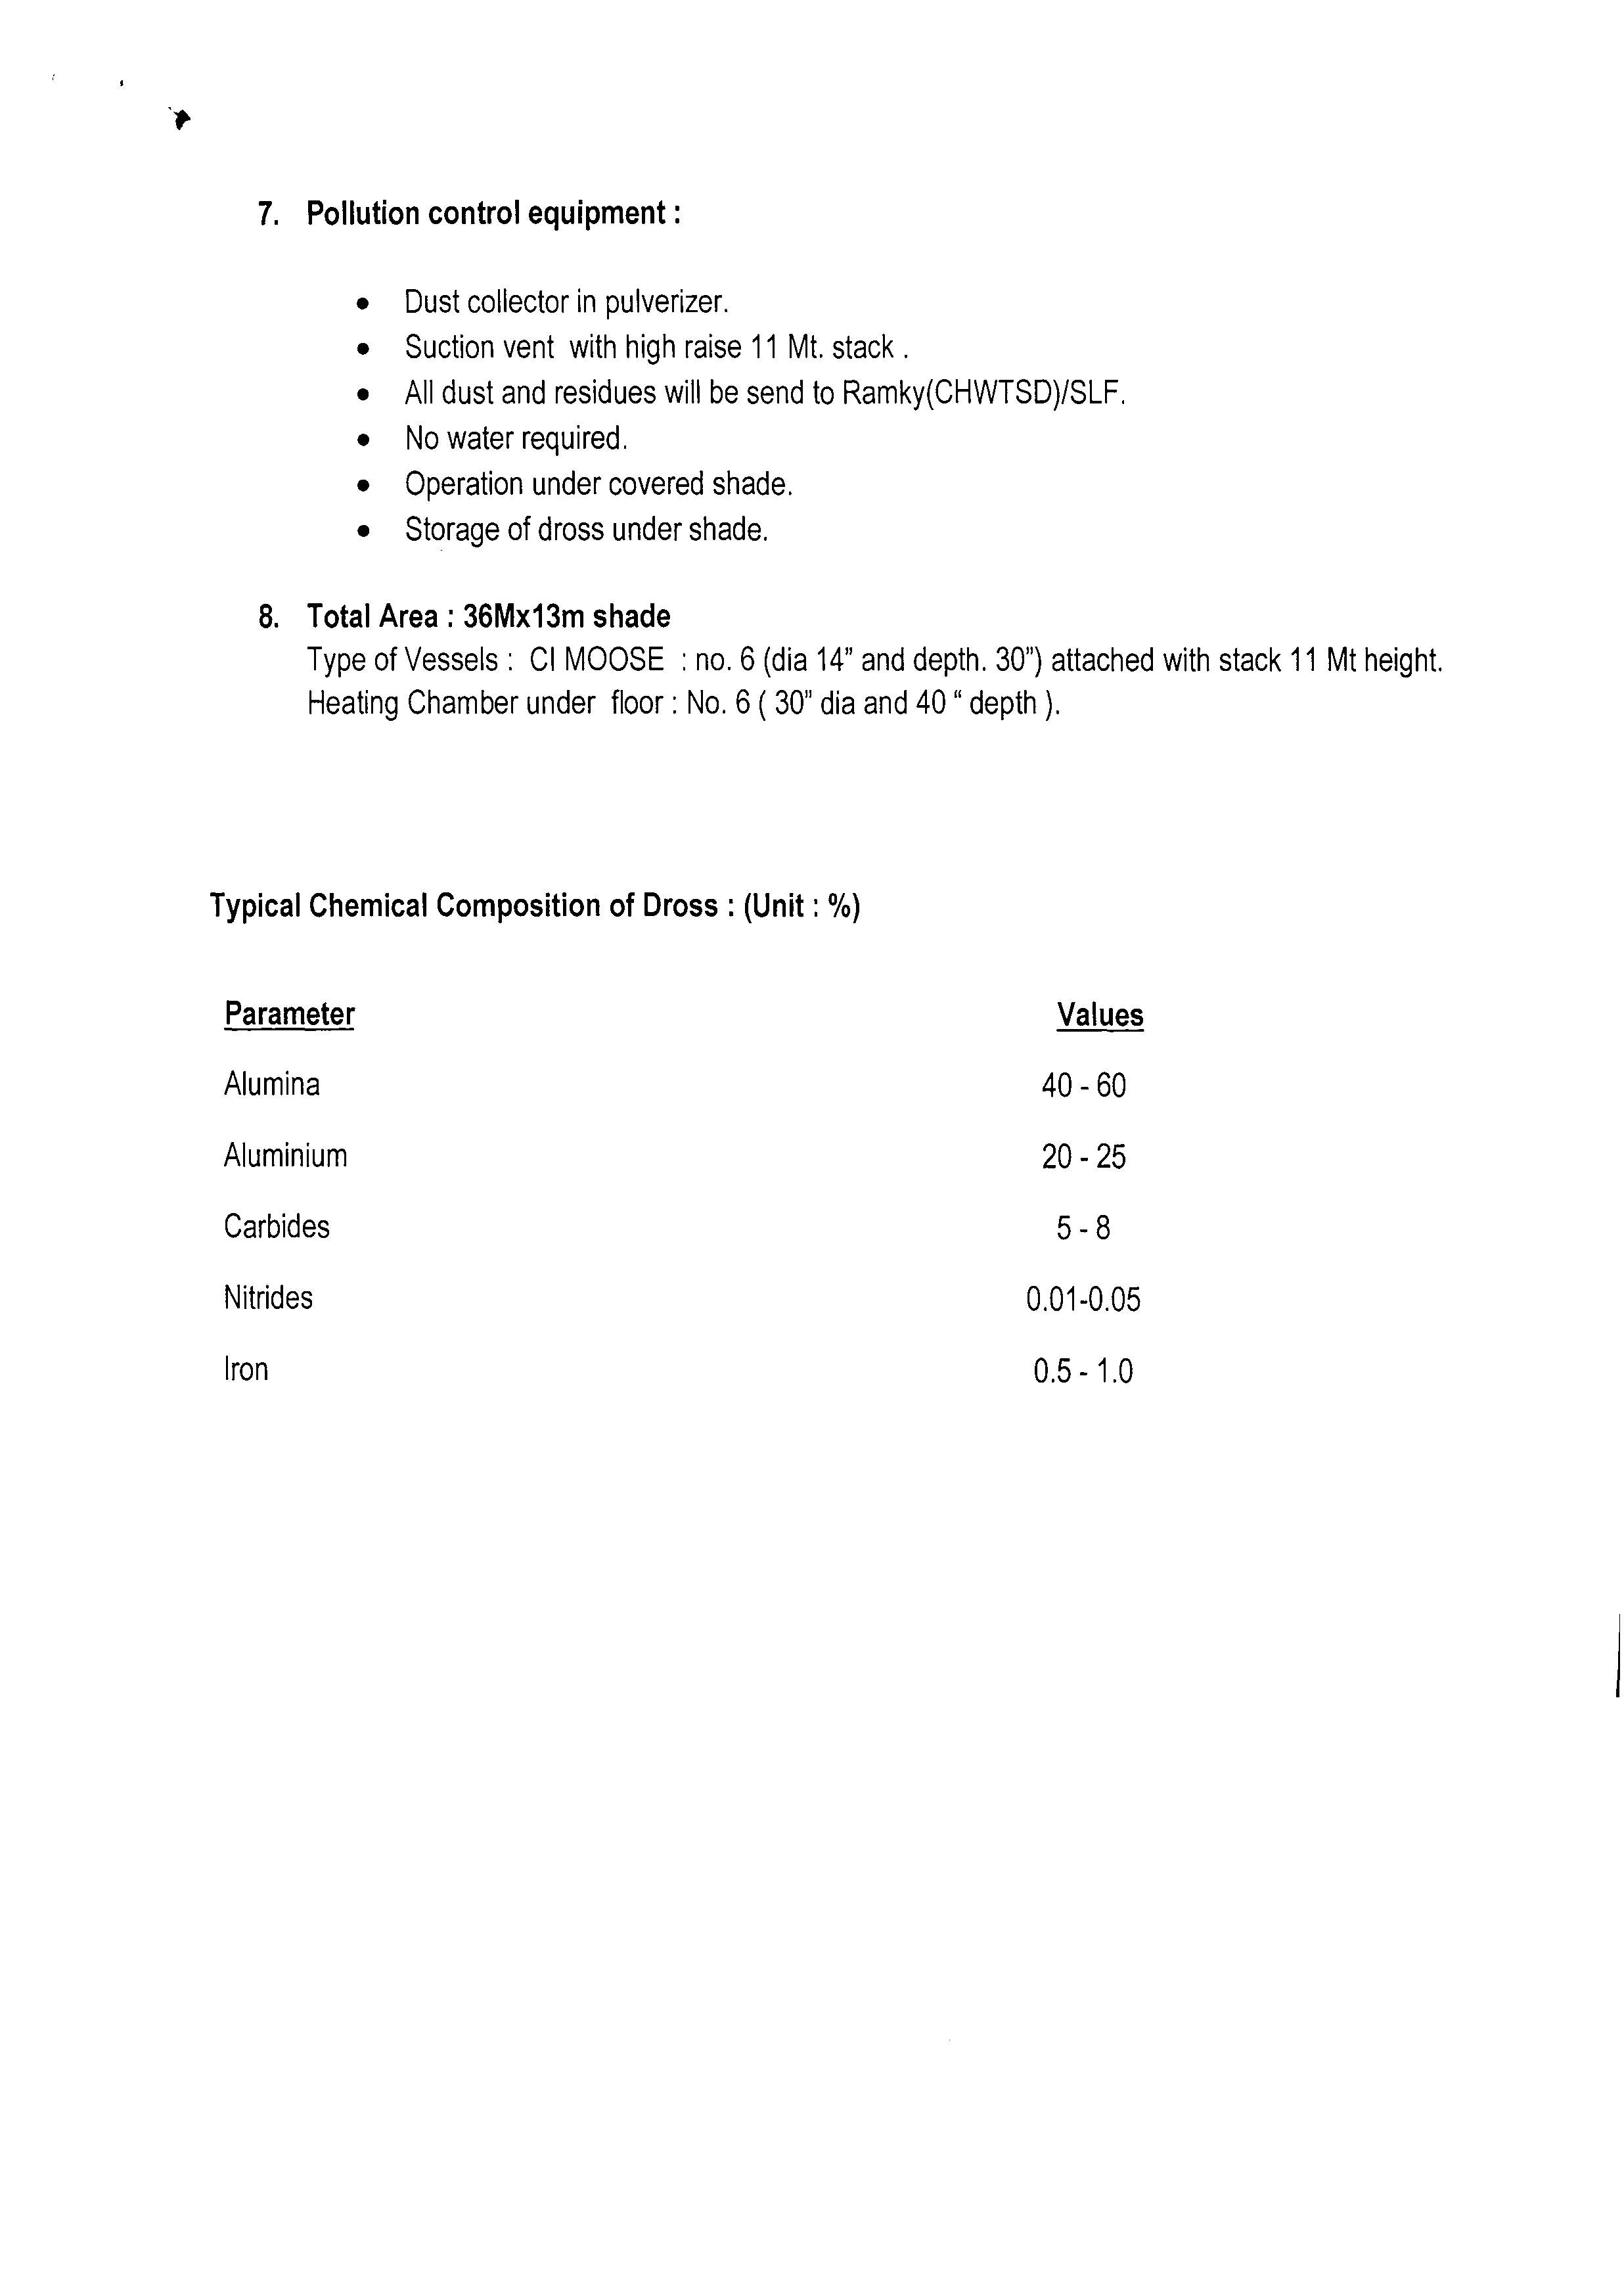 7. Pollution control equipment :
• Dust collector in pulverizer.
• Suction vent with high raise 11 Mt. stack .
• All dust and residues will be send to Ramky(CHWTSD)/SLF.
• No water required.
• Operation under covered shade.
• Storage of dross under shade.
8. Total Area : 36Mx13m shade
Type of Vessels : CI MOOSE : no. 6 (dia 14” and depth. 30”) attached with stack 11 Mt height.
Heating Chamber under floor : No. 6 ( 30” dia and 40 “ depth ).
Typical Chemical Composition of Dross : (Unit : %)
Parameter Values
Alumina 40 - 60
Aluminium 20 - 25
Carbides 5 - 8
Nitrides 0.01-0.05
Iron 0.5 - 1.0